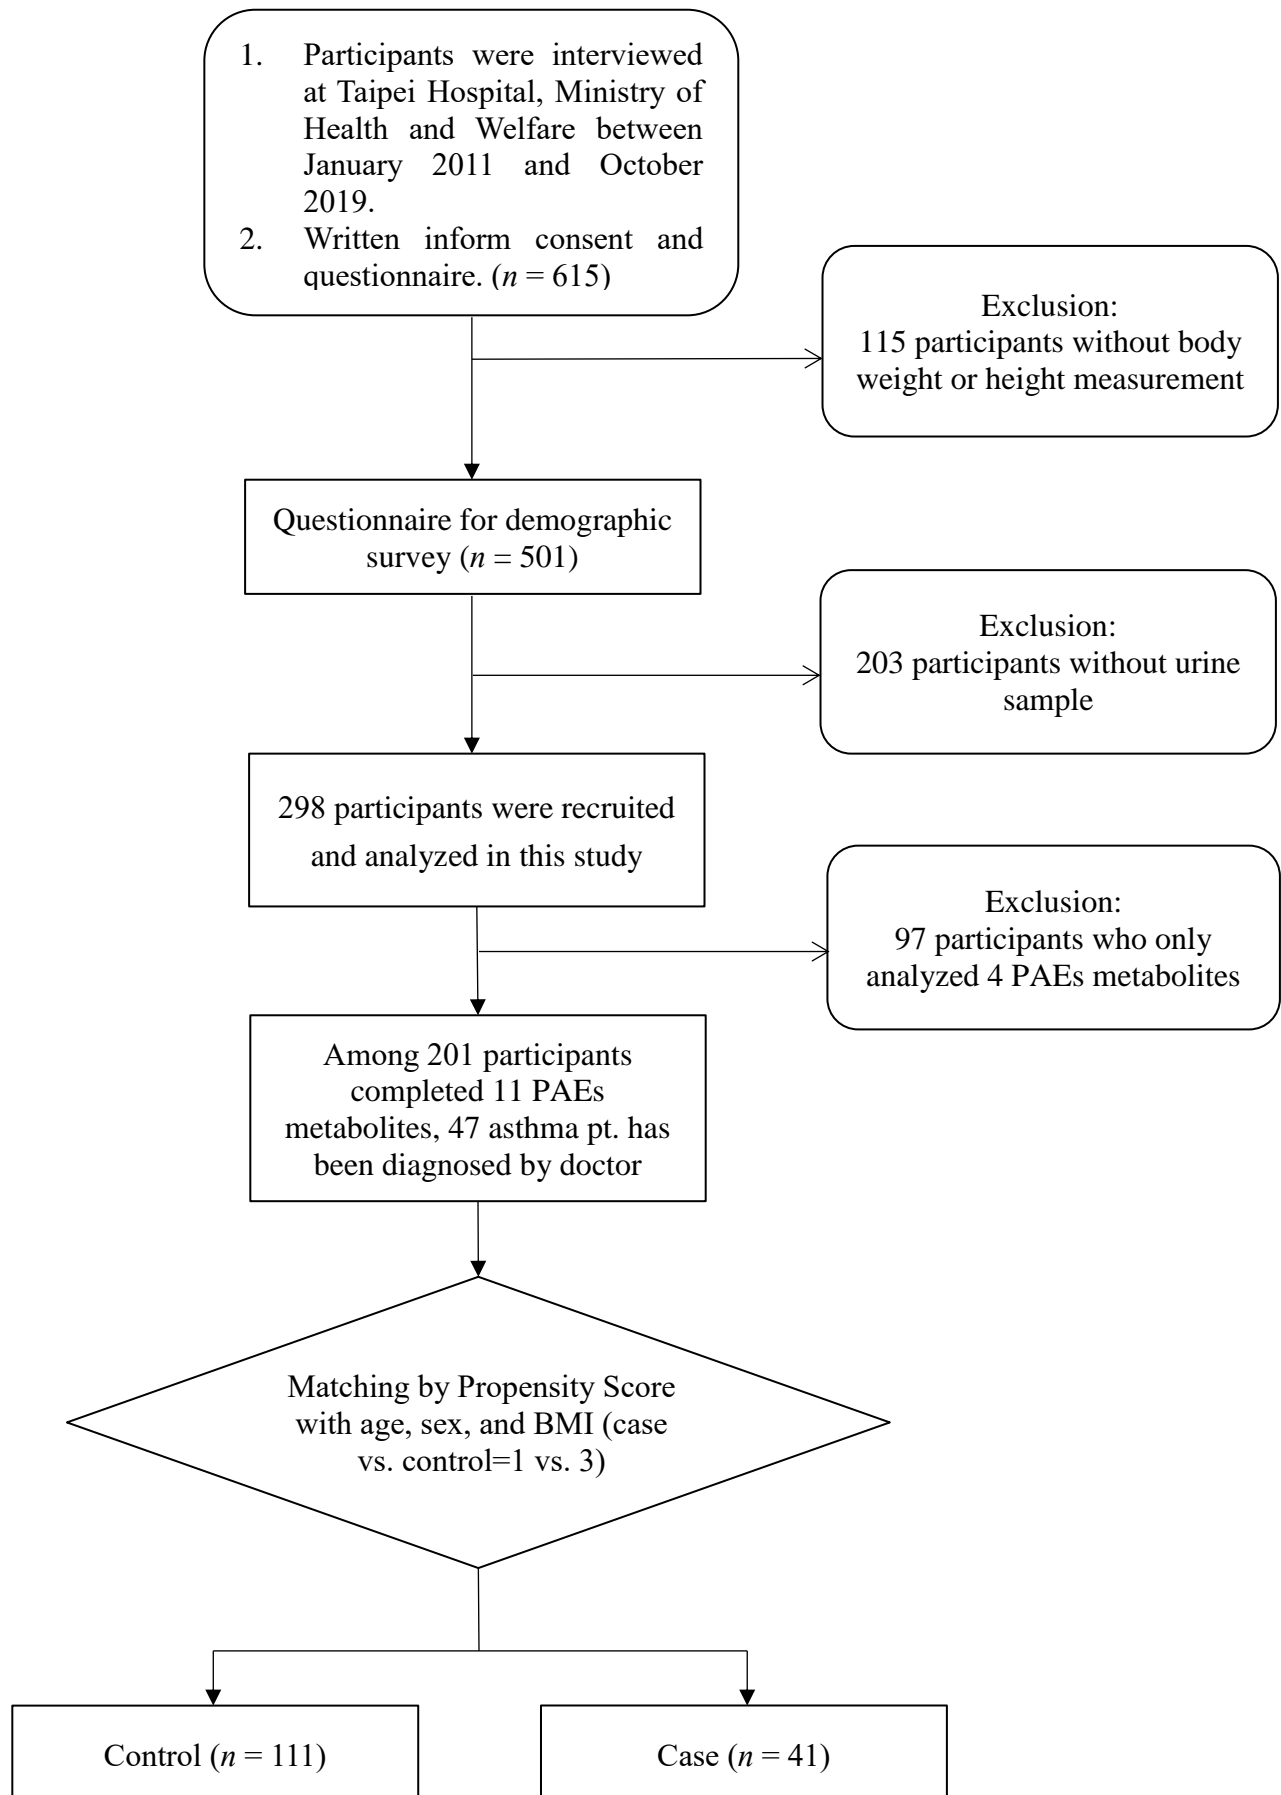 1. Participants were interviewed
at Taipei Hospital, Ministry of
Health and Welfare between
January 2011 and October
2019.
2. Written inform consent and
questionnaire. (n = 615)
Exclusion:
115 participants without body
weight or height measurement
Questionnaire for demographic
survey (n = 501)
Exclusion:
203 participants without urine
sample
298 participants were recruited
and analyzed in this study
Exclusion:
97 participants who only
analyzed 4 PAEs metabolites
Among 201 participants
completed 11 PAEs
metabolites, 47 asthma pt. has
been diagnosed by doctor
Matching by Propensity Score
with age, sex, and BMI (case
vs. control=1 vs. 3)
Control (n = 111)
Case (n = 41)